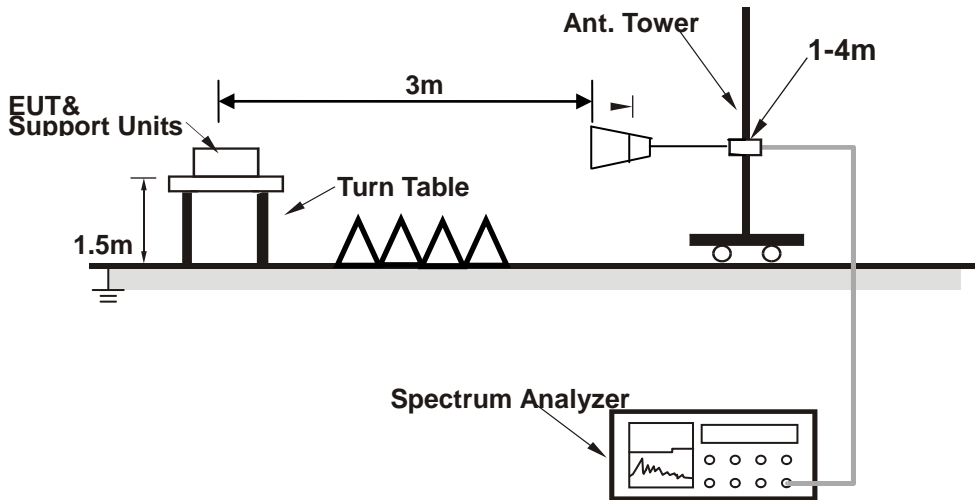 Ant. Tower
1-4m
3m
EUT&
Support Units
Turn Table
1.5m
Spectrum Analyzer